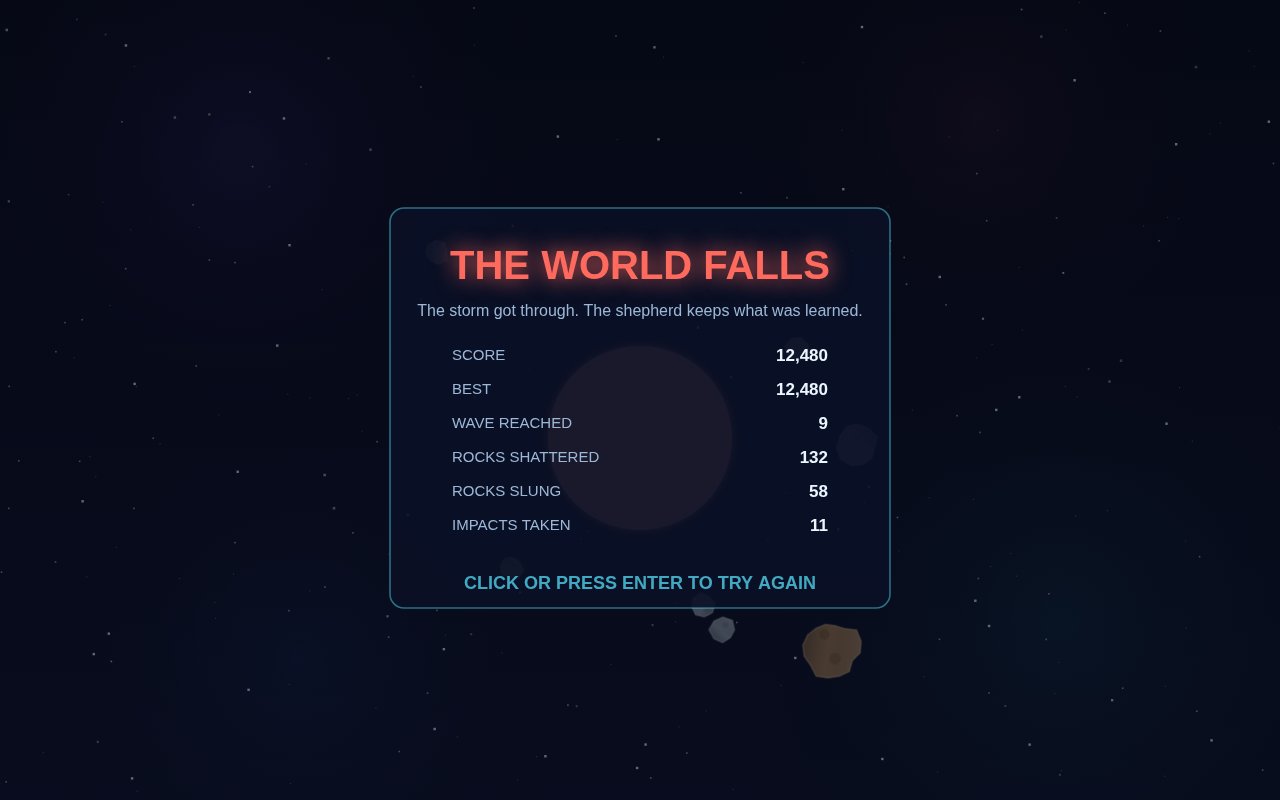 THE WORLD FALLS
The storm got through. The shepherd keeps what was learned.
SCORE 12,480
BEST 12,480
WAVE REACHED 9
ROCKS SHATTERED 132
ROCKS SLUNG 58
IMPACTS TAKEN 11
CLICK OR PRESS ENTER TO TRY AGAIN